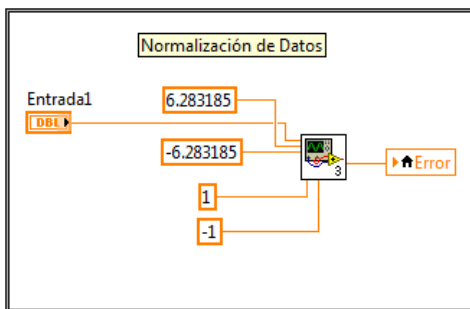 Normalización de Datos
Entrada1
6.283185
DBL
-6.283185
3
Error
1
-1